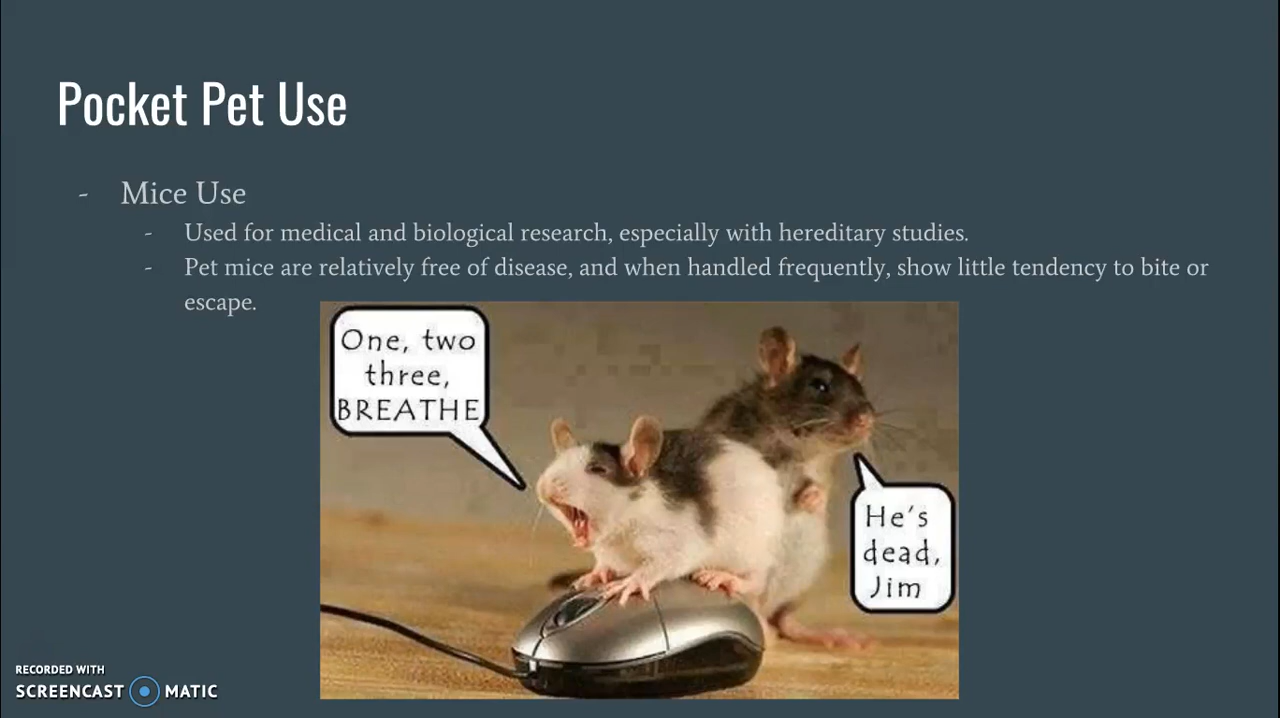 Pocket Pet Use
- Mice Use
- Used for medical and biological research, especially with hereditary studies.
- Pet mice are relatively free of disease, and when handled frequently, show little tendency to bite or
escape.
One, two
three,
BREATHE
He's
dead,
Jim
RECORDED WITH
SCREENCAST MATIC